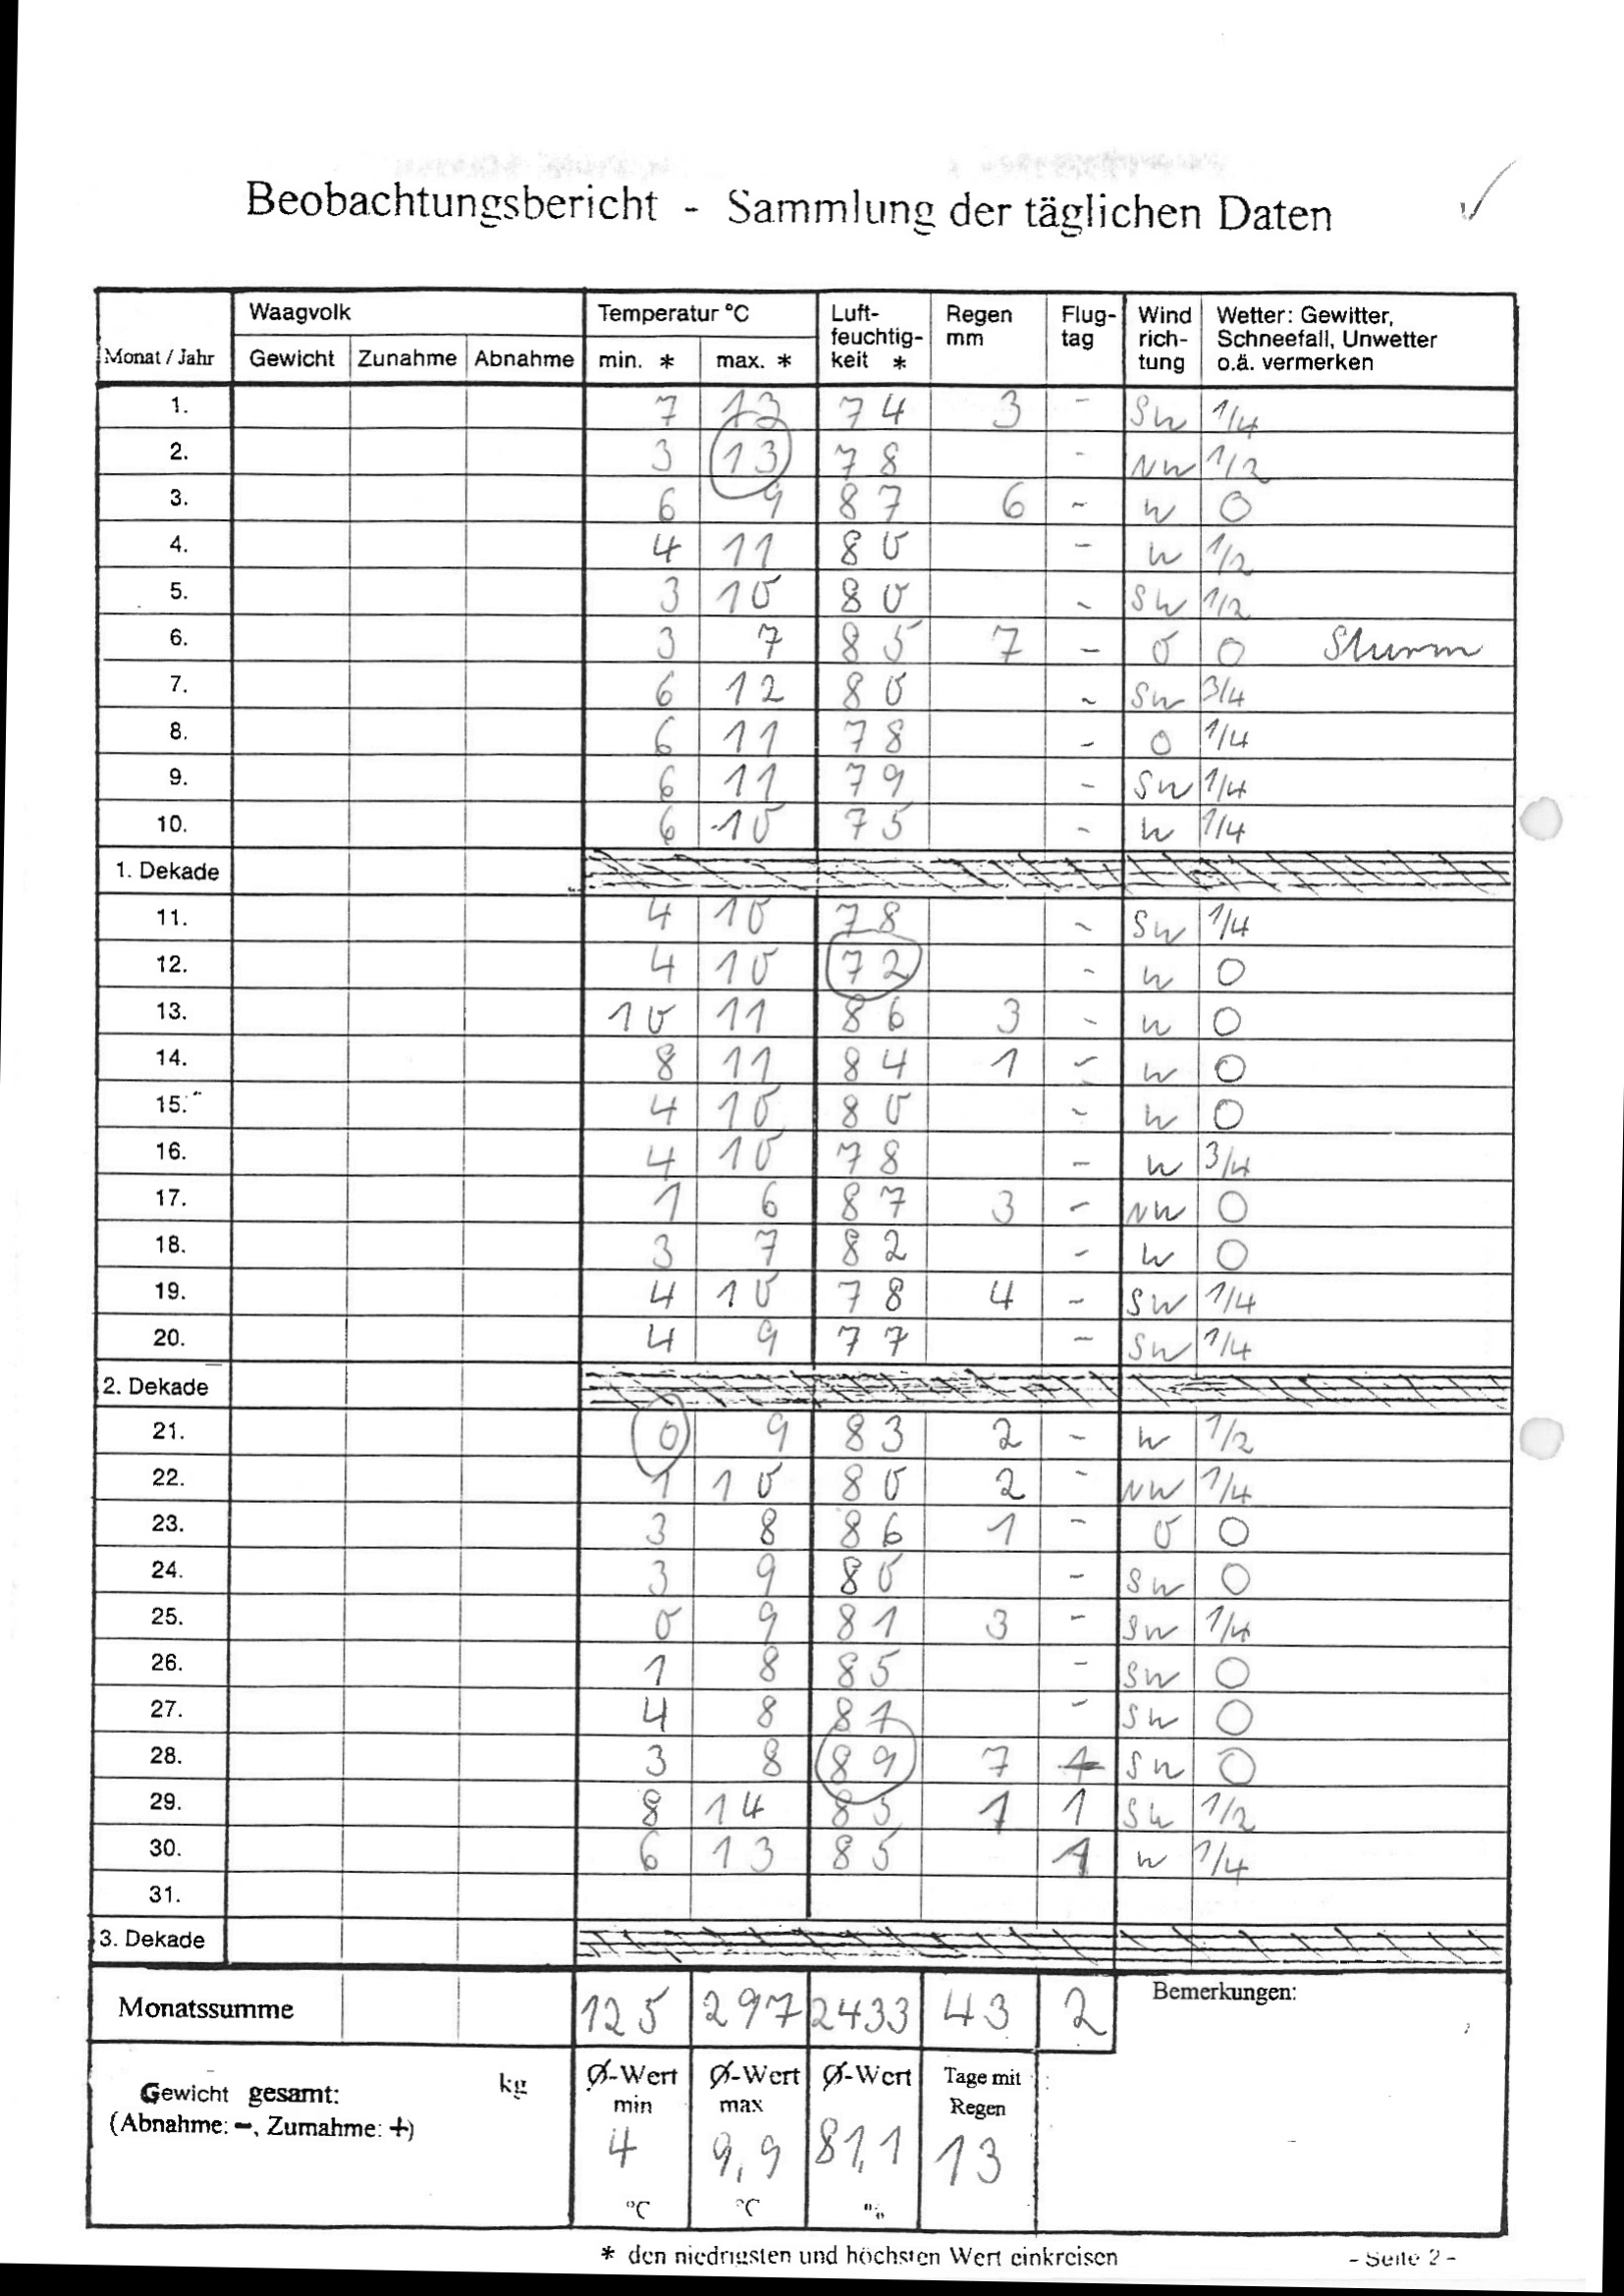 Beobachtungsbericht - Sammlung der täglichen Daten
Monat / Jahr Waagvolk Temperatur °C Luft-feuchtig-keit * Regen mm Flug-tag Wind rich-tung Wetter: Gewitter, Schneefall, Unwetter o.ä. vermerken
Gewicht Zunahme Abnahme min. * max. *
1. 7 13 74 3 - SW 1/4
2. 3 13 78 - NW 1/2
3. 6 9 87 6 - W O
4. 4 11 80 - W 1/2
5. 3 10 80 - SW 1/2
6. 3 7 85 7 - O O Sturm
7. 6 12 80 - SW 3/4
8. 6 11 78 - O 1/4
9. 6 11 79 - SW 1/4
10. 6 10 75 - W 1/4
1. Dekade
11. 4 10 78 - SW 1/4
12. 4 10 72 - W O
13. 10 11 86 3 - W O
14. 8 11 84 1 - W O
15. 4 10 80 - W O
16. 4 10 78 - W 3/4
17. 1 6 87 3 - NW O
18. 3 7 82 - W O
19. 4 10 78 4 - SW 1/4
20. 4 9 77 - SW 1/4
2. Dekade
21. 0 9 83 2 - W 1/2
22. 1 10 80 2 - NW 1/4
23. 3 8 86 1 - O O
24. 3 9 80 - SW O
25. 0 9 81 3 - SW 1/4
26. 1 8 85 - SW O
27. 4 8 81 - SW O
28. 3 8 89 7 SW O
29. 8 14 85 1 1 SW 1/2
30. 6 13 85 1 W 1/4
31.
3. Dekade
Monatssumme 125 297 2433 43 2 Bemerkungen:
Gewicht gesamt: kg
(Abnahme: -, Zumahme: +)
Ø-Wert min 4 °C
Ø-Wert max 9,9 °C
Ø-Wert 81,1 %
Tage mit Regen 13
* den niedrigsten und höchsten Wert einkreisen
- Seite 2 -